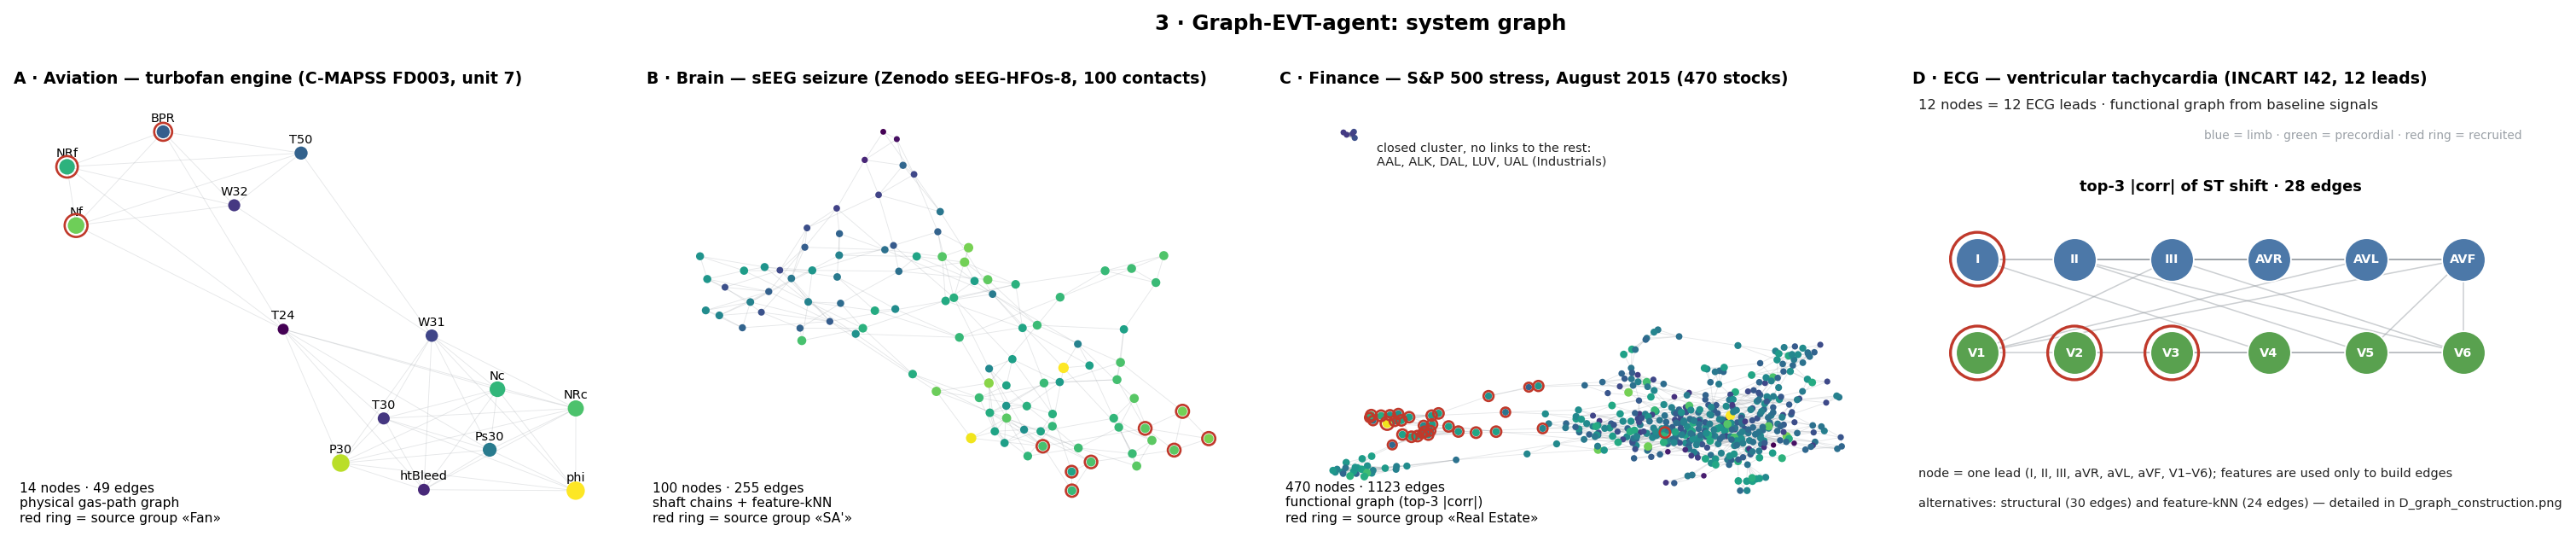 3 · Graph-EVT-agent: system graph
A · Aviation — turbofan engine (C-MAPSS FD003, unit 7)
BPR
T50
NRf
W32
Nf
T24
W31
Nc
NRc
T30
Ps30
P30
htBleed
phi
14 nodes · 49 edges
physical gas-path graph
red ring = source group «Fan»
B · Brain — sEEG seizure (Zenodo sEEG-HFOs-8, 100 contacts)
100 nodes · 255 edges
shaft chains + feature-kNN
red ring = source group «SA'»
C · Finance — S&P 500 stress, August 2015 (470 stocks)
closed cluster, no links to the rest:
AAL, ALK, DAL, LUV, UAL (Industrials)
470 nodes · 1123 edges
functional graph (top-3 |corr|)
red ring = source group «Real Estate»
D · ECG — ventricular tachycardia (INCART I42, 12 leads)
12 nodes = 12 ECG leads · functional graph from baseline signals
blue = limb · green = precordial · red ring = recruited
top-3 |corr| of ST shift · 28 edges
I II III AVR AVL AVF
V1 V2 V3 V4 V5 V6
node = one lead (I, II, III, aVR, aVL, aVF, V1–V6); features are used only to build edges
alternatives: structural (30 edges) and feature-kNN (24 edges) — detailed in D_graph_construction.png